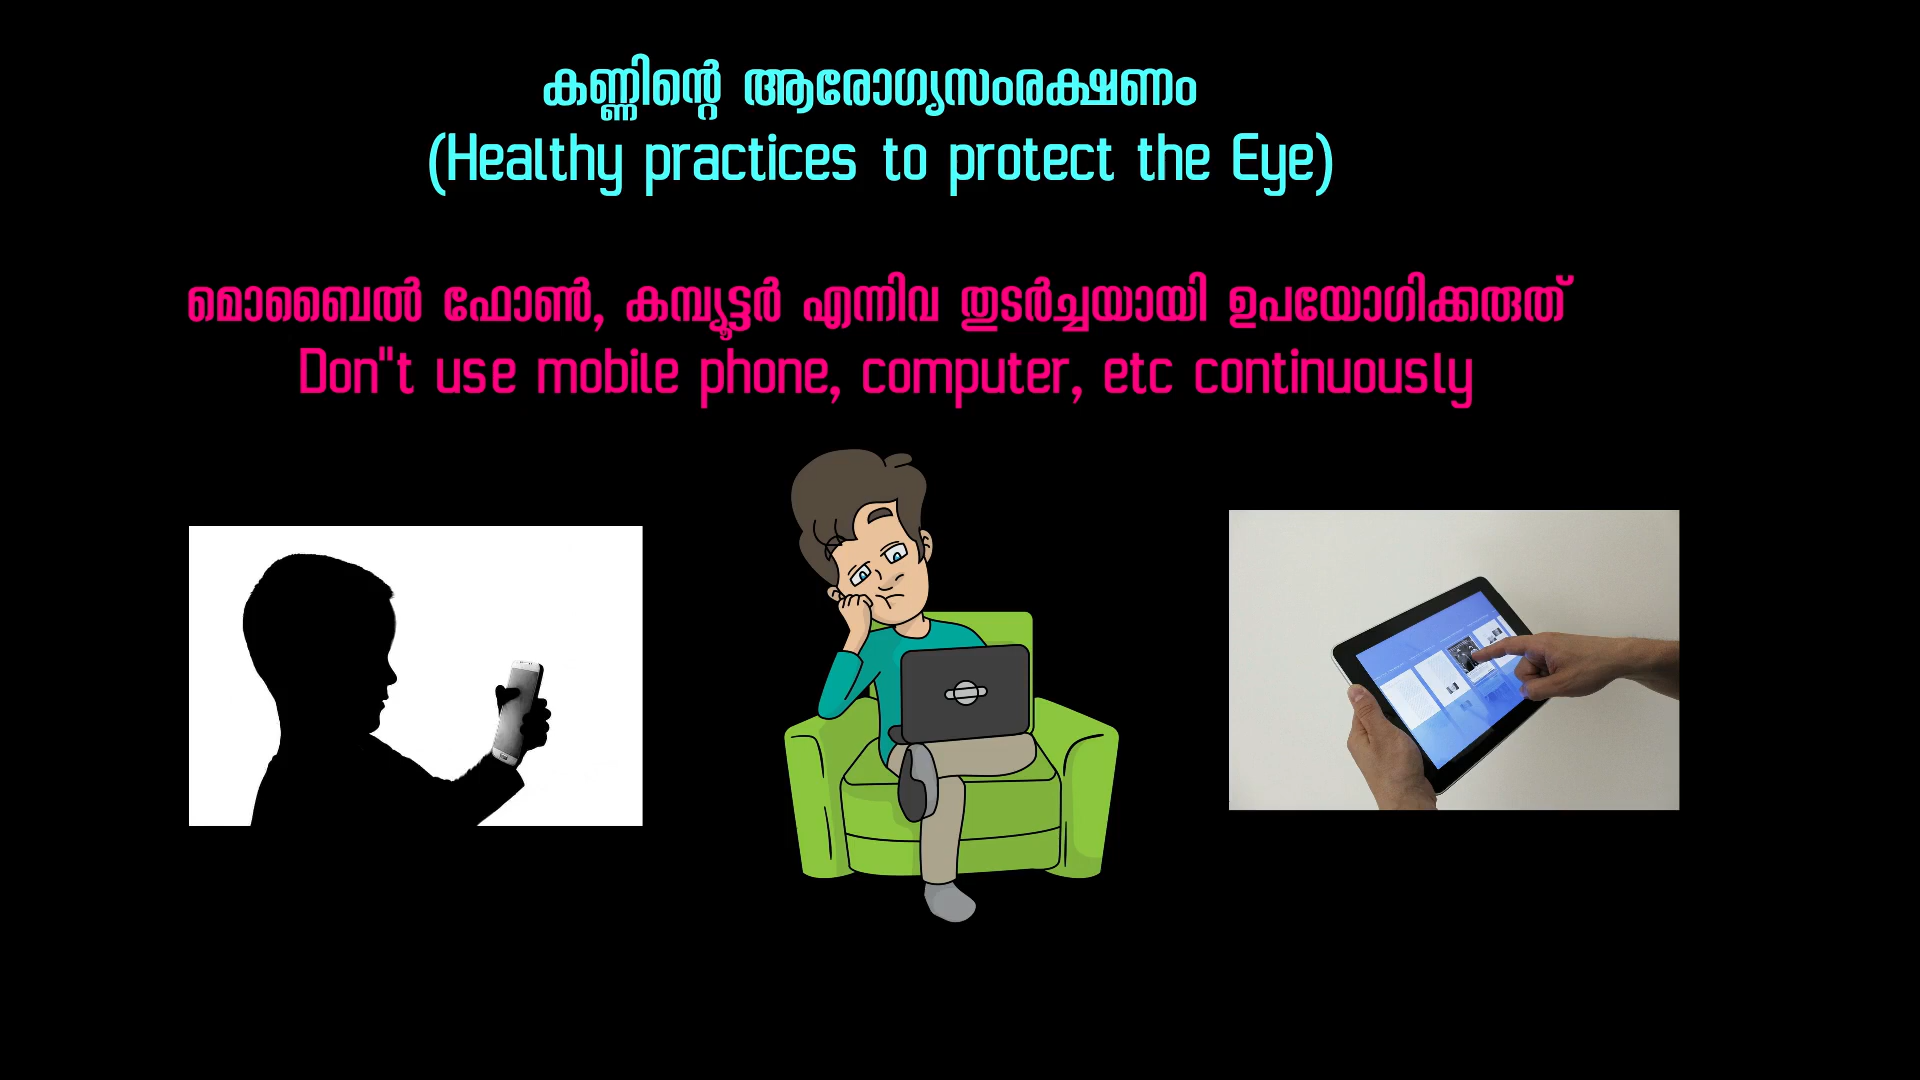 കണ്ണിന്റെ ആരോഗ്യസംരക്ഷണം
(Healthy practices to protect the Eye)
മൊബൈൽ ഫോൺ, കമ്പ്യൂട്ടർ എന്നിവ തുടർച്ചയായി ഉപയോഗിക്കരുത്
Don"t use mobile phone, computer, etc continuously